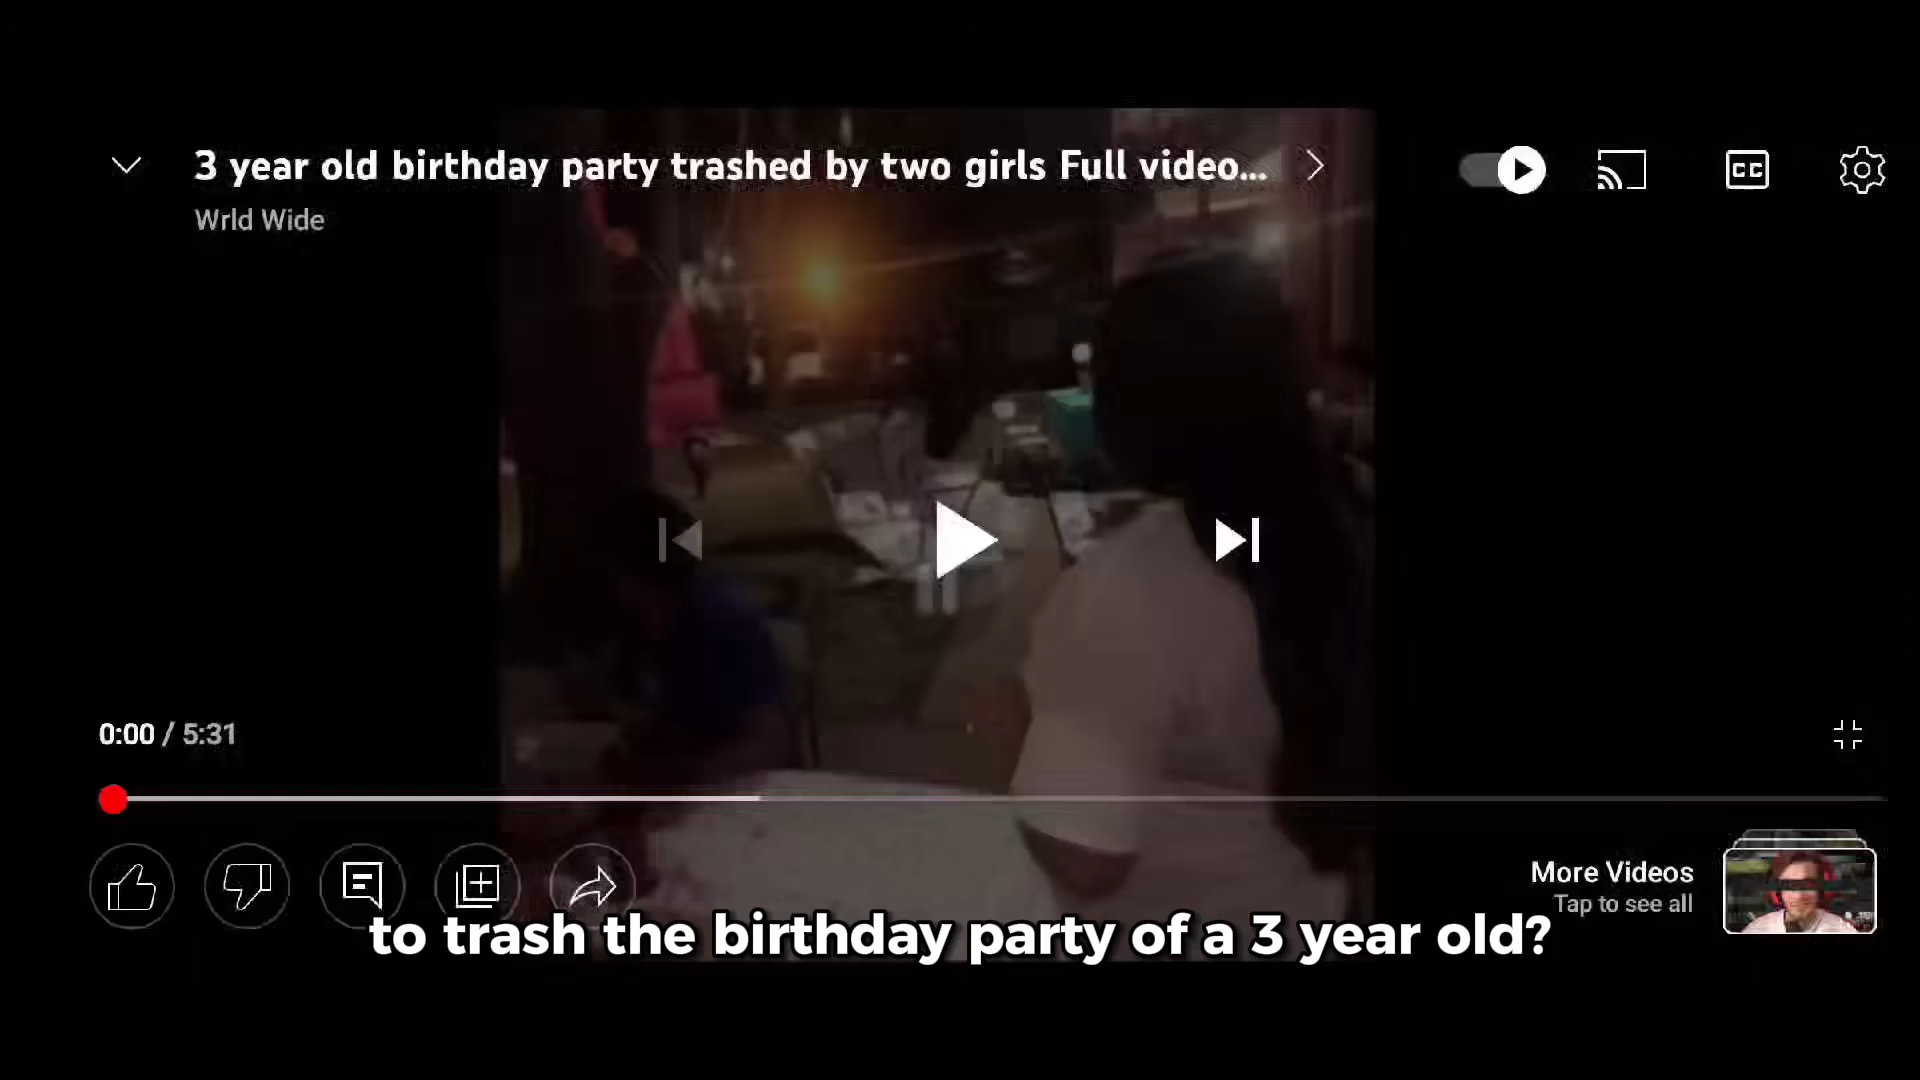 3 year old birthday party trashed by two girls Full video...
Wrld Wide
CC
0:00 / 5:31
More Videos
Tap to see all
to trash the birthday party of a 3 year old?